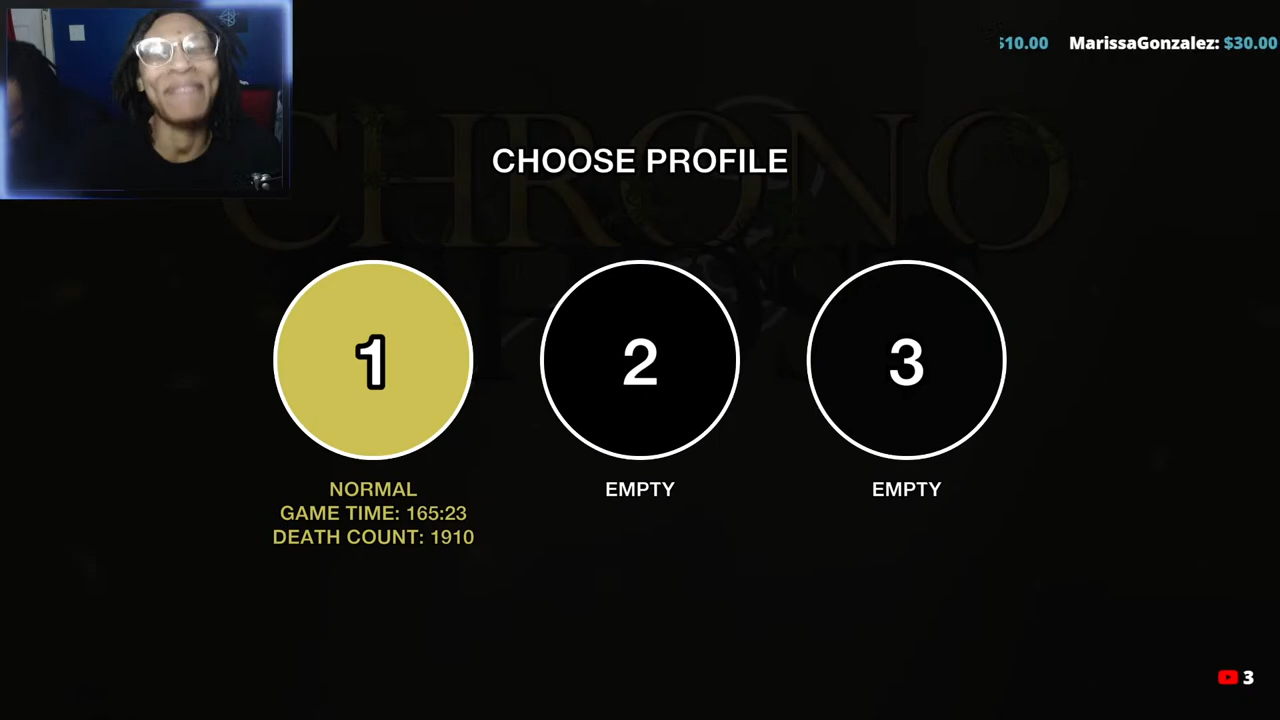 $10.00 MarissaGonzalez: $30.00
CHRONO
CHOOSE PROFILE
1
2
3
NORMAL
GAME TIME: 165:23
DEATH COUNT: 1910
EMPTY
EMPTY
3